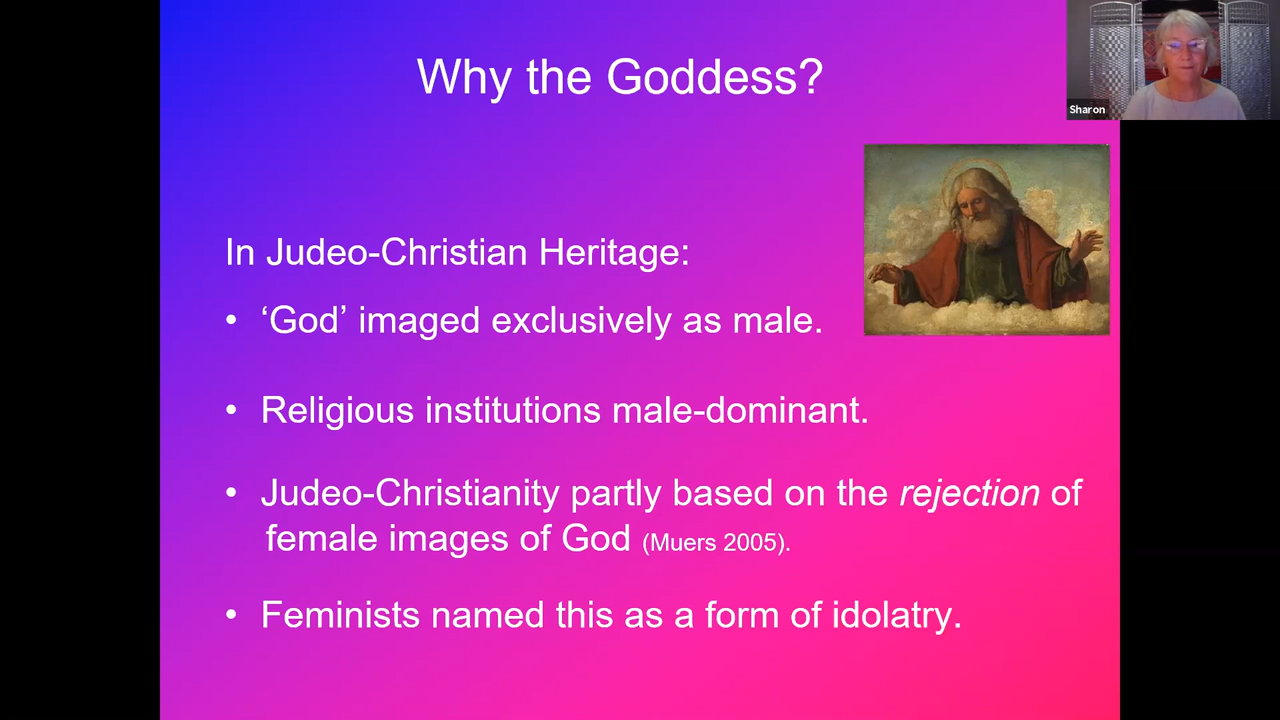 Why the Goddess?
Sharon
In Judeo-Christian Heritage:
• ‘God’ imaged exclusively as male.
• Religious institutions male-dominant.
• Judeo-Christianity partly based on the rejection of
female images of God (Muers 2005).
• Feminists named this as a form of idolatry.